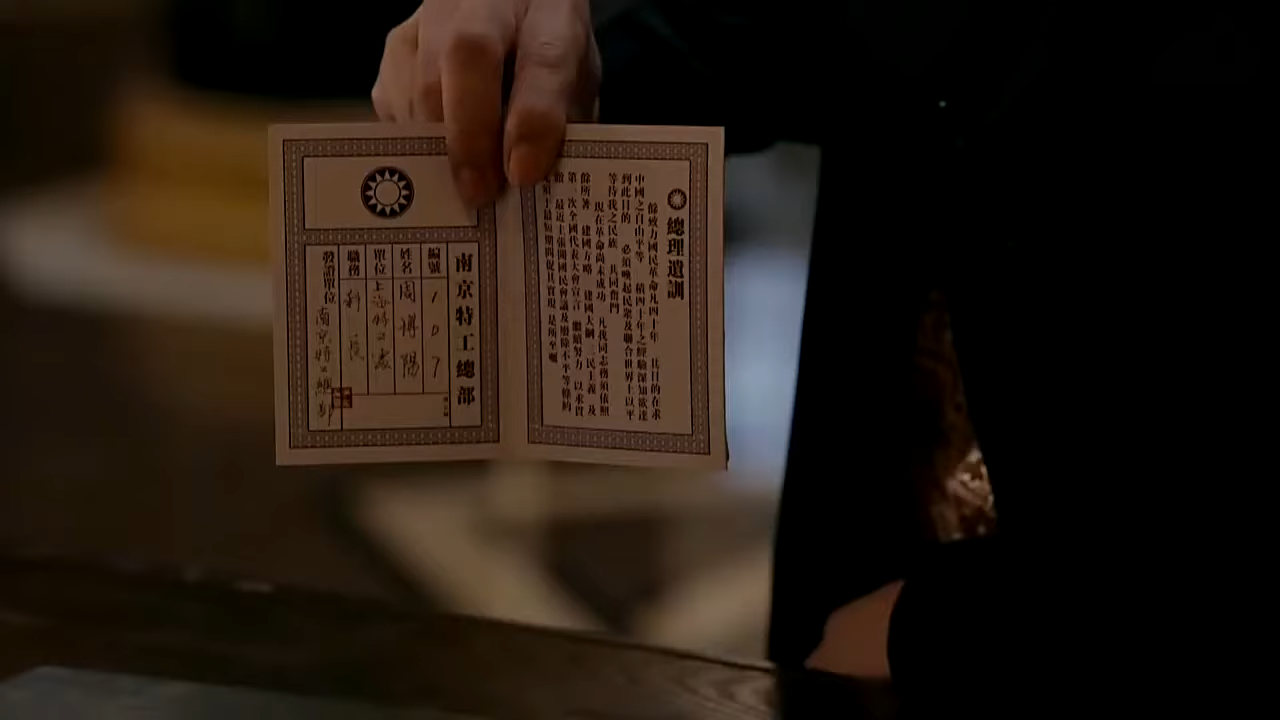 總理遺訓
餘致力國民革命凡四十年 其目的在求
中國之自由平等 積四十年之經驗深知欲達
到此目的 必須喚起民衆及聯合世界上以平
等待我之民族 共同奮鬥
現在革命尚未成功 凡我同志務須依照
餘所著 建國方略 建國大綱 三民主義 及
第一次全國代表大會宣言 繼續努力 以求貫
最近主張開國民會議及廢除不平等條約
最短期間促其實現 是所至囑
南京特工總部
編號 107
姓名 周博陽
單位 上海特工
職務 科長
發證單位 南京特工總部